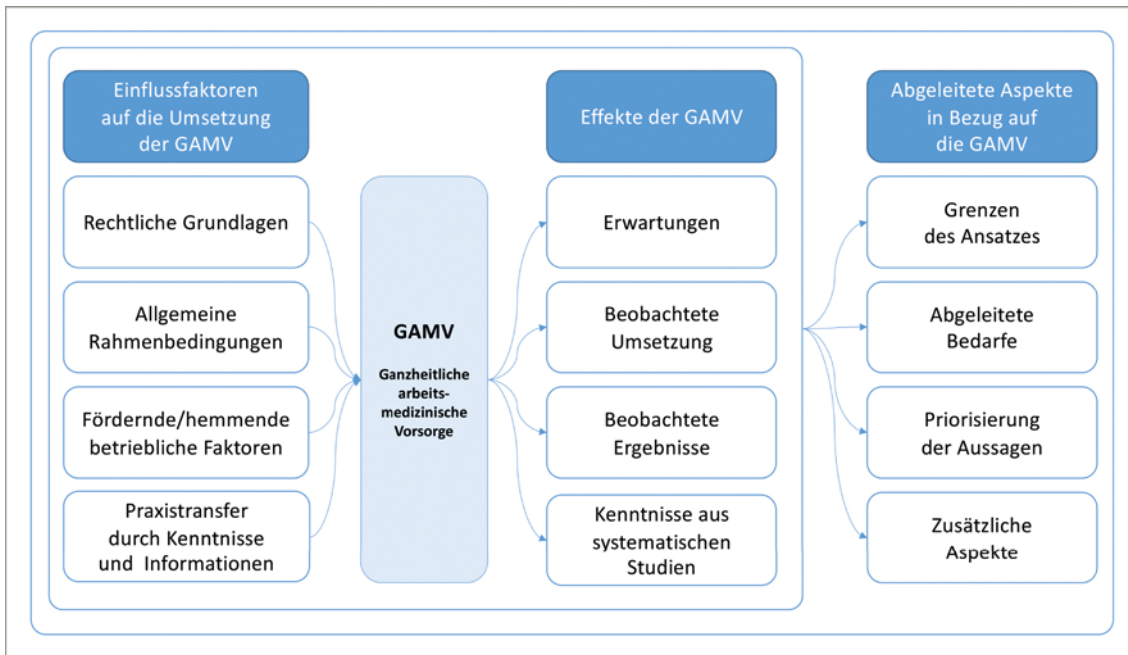 Einflussfaktoren
auf die Umsetzung
der GAMV
Rechtliche Grundlagen
Allgemeine
Rahmenbedingungen
Fördernde/hemmende
betriebliche Faktoren
Praxistransfer
durch Kenntnisse
und Informationen
GAMV
Ganzheitliche
arbeits-
medizinische
Vorsorge
Effekte der GAMV
Erwartungen
Beobachtete
Umsetzung
Beobachtete
Ergebnisse
Kenntnisse aus
systematischen
Studien
Abgeleitete Aspekte
in Bezug auf
die GAMV
Grenzen
des Ansatzes
Abgeleitete
Bedarfe
Priorisierung
der Aussagen
Zusätzliche
Aspekte